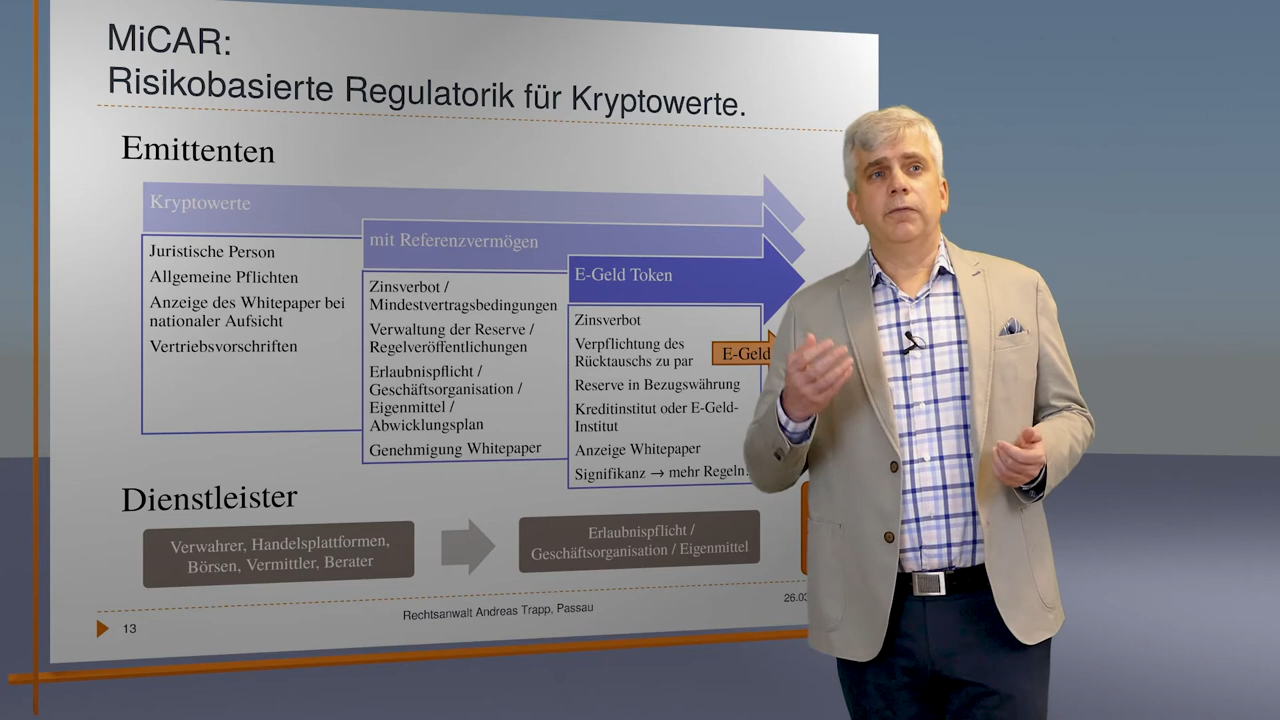 MiCAR:
Risikobasierte Regulatorik für Kryptowerte.
Emittenten
Kryptowerte
Juristische Person
Allgemeine Pflichten
Anzeige des Whitepaper bei
nationaler Aufsicht
Vertriebsvorschriften
mit Referenzvermögen
Zinsverbot /
Mindestvertragsbedingungen
Verwaltung der Reserve /
Regelveröffentlichungen
Erlaubnispflicht /
Geschäftsorganisation /
Eigenmittel /
Abwicklungsplan
Genehmigung Whitepaper
E-Geld Token
Zinsverbot
Verpflichtung des
Rücktauschs zu par
Reserve in Bezugswährung
Kreditinstitut oder E-Geld-
Institut
Anzeige Whitepaper
Signifikanz → mehr Regeln
E-Geld
Dienstleister
Verwahrer, Handelsplattformen,
Börsen, Vermittler, Berater
Erlaubnispflicht /
Geschäftsorganisation / Eigenmittel
13
Rechtsanwalt Andreas Trapp, Passau
26.03